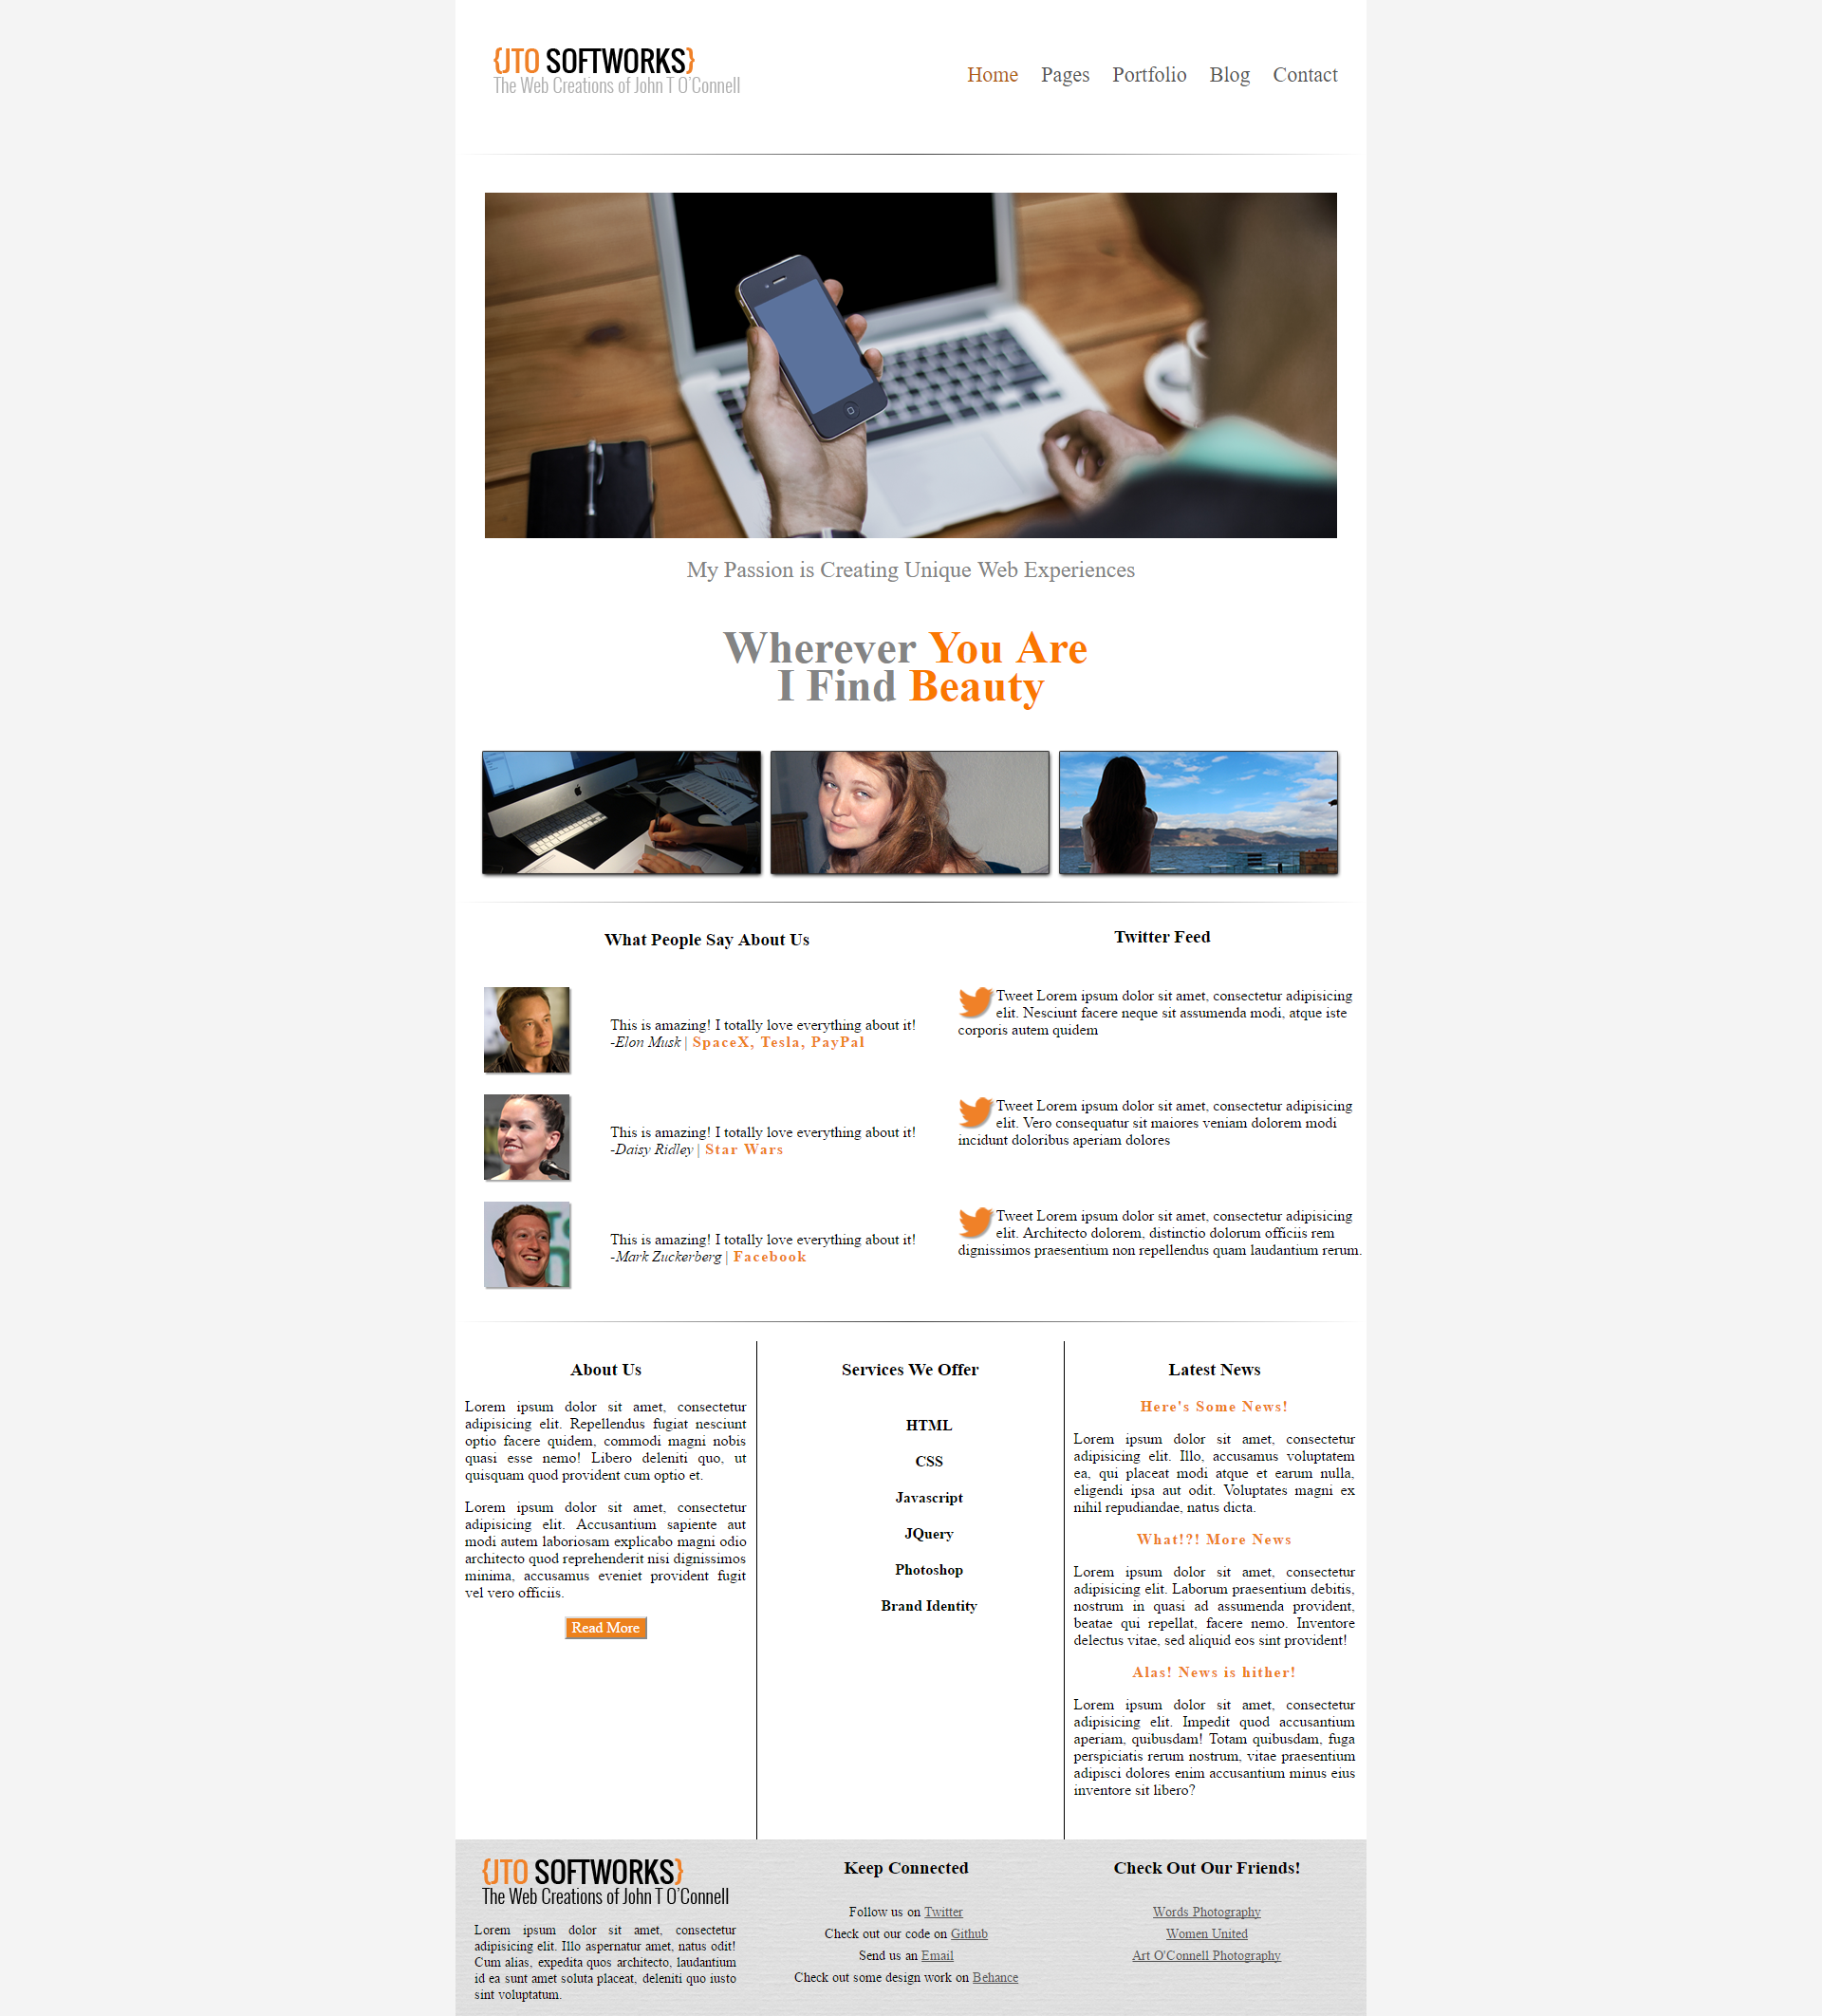 {JTO SOFTWORKS}
The Web Creations of John T O'Connell
Home Pages Portfolio Blog Contact
My Passion is Creating Unique Web Experiences
Wherever You Are
I Find Beauty
What People Say About Us
This is amazing! I totally love everything about it!
-Elon Musk | SpaceX, Tesla, PayPal
This is amazing! I totally love everything about it!
-Daisy Ridley | Star Wars
This is amazing! I totally love everything about it!
-Mark Zuckerberg | Facebook
Twitter Feed
Tweet Lorem ipsum dolor sit amet, consectetur adipisicing
elit. Nesciunt facere neque sit assumenda modi, atque iste
corporis autem quidem
Tweet Lorem ipsum dolor sit amet, consectetur adipisicing
elit. Vero consequatur sit maiores veniam dolorem modi
incidunt doloribus aperiam dolores
Tweet Lorem ipsum dolor sit amet, consectetur adipisicing
elit. Architecto dolorem, distinctio dolorum officiis rem
dignissimos praesentium non repellendus quam laudantium rerum.
About Us
Lorem ipsum dolor sit amet, consectetur
adipisicing elit. Repellendus fugiat nesciunt
optio facere quidem, commodi magni nobis
quasi esse nemo! Libero deleniti quo, ut
quisquam quod provident cum optio et.
Lorem ipsum dolor sit amet, consectetur
adipisicing elit. Accusantium sapiente aut
modi autem laboriosam explicabo magni odio
architecto quod reprehenderit nisi dignissimos
minima, accusamus eveniet provident fugit
vel vero officiis.
Read More
Services We Offer
HTML
CSS
Javascript
JQuery
Photoshop
Brand Identity
Latest News
Here's Some News!
Lorem ipsum dolor sit amet, consectetur
adipisicing elit. Illo, accusamus voluptatem
ea, qui placeat modi atque et earum nulla,
eligendi ipsa aut odit. Voluptates magni ex
nihil repudiandae, natus dicta.
What!?! More News
Lorem ipsum dolor sit amet, consectetur
adipisicing elit. Laborum praesentium debitis,
nostrum in quasi ad assumenda provident,
beatae qui repellat, facere nemo. Inventore
delectus vitae, sed aliquid eos sint provident!
Alas! News is hither!
Lorem ipsum dolor sit amet, consectetur
adipisicing elit. Impedit quod accusantium
aperiam, quibusdam! Totam quibusdam, fuga
perspiciatis rerum nostrum, vitae praesentium
adipisci dolores enim accusantium minus eius
inventore sit libero?
{JTO SOFTWORKS}
The Web Creations of John T O'Connell
Lorem ipsum dolor sit amet, consectetur
adipisicing elit. Illo aspernatur amet, natus odit!
Cum alias, expedita quos architecto, laudantium
id ea sunt amet soluta placeat, deleniti quo iusto
sint voluptatum.
Keep Connected
Follow us on Twitter
Check out our code on Github
Send us an Email
Check out some design work on Behance
Check Out Our Friends!
Words Photography
Women United
Art O'Connell Photography